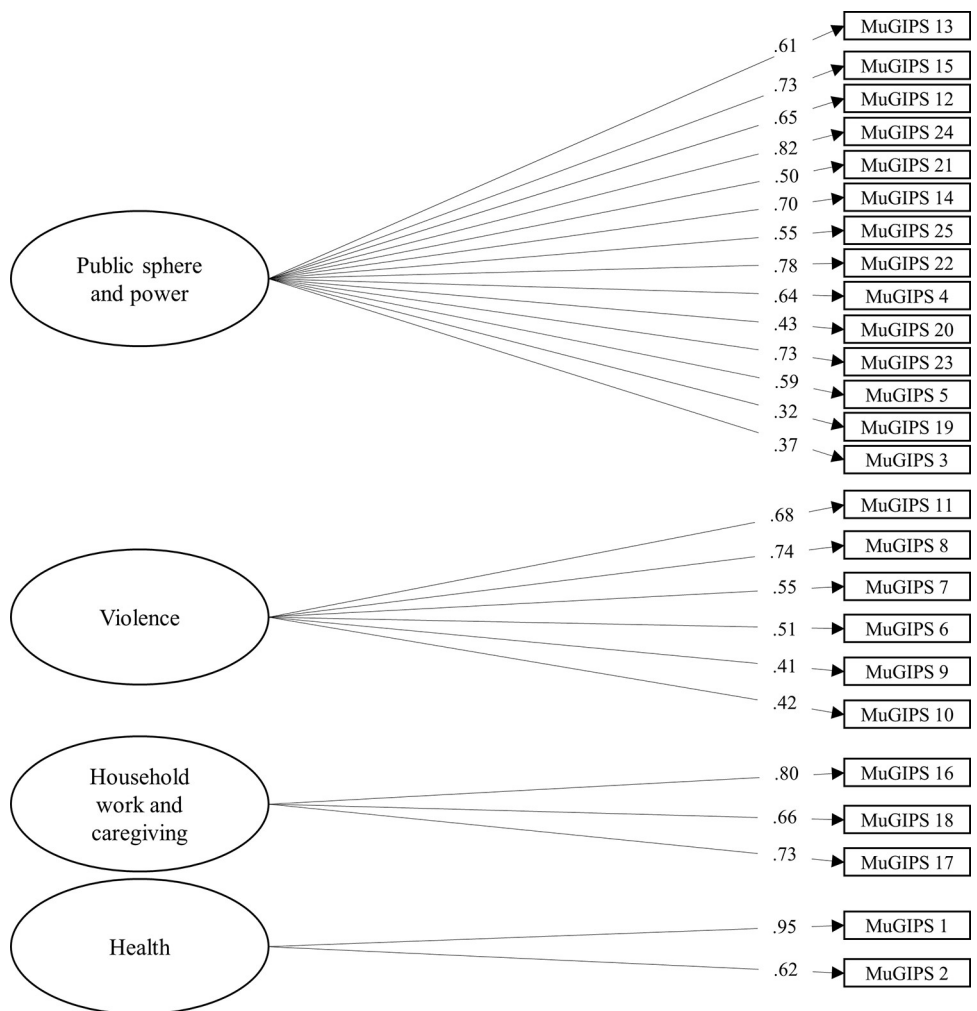 Public sphere
and power
.61 MuGIPS 13
.73 MuGIPS 15
.65 MuGIPS 12
.82 MuGIPS 24
.50 MuGIPS 21
.70 MuGIPS 14
.55 MuGIPS 25
.78 MuGIPS 22
.64 MuGIPS 4
.43 MuGIPS 20
.73 MuGIPS 23
.59 MuGIPS 5
.32 MuGIPS 19
.37 MuGIPS 3
Violence
.68 MuGIPS 11
.74 MuGIPS 8
.55 MuGIPS 7
.51 MuGIPS 6
.41 MuGIPS 9
.42 MuGIPS 10
Household
work and
caregiving
.80 MuGIPS 16
.66 MuGIPS 18
.73 MuGIPS 17
Health
.95 MuGIPS 1
.62 MuGIPS 2